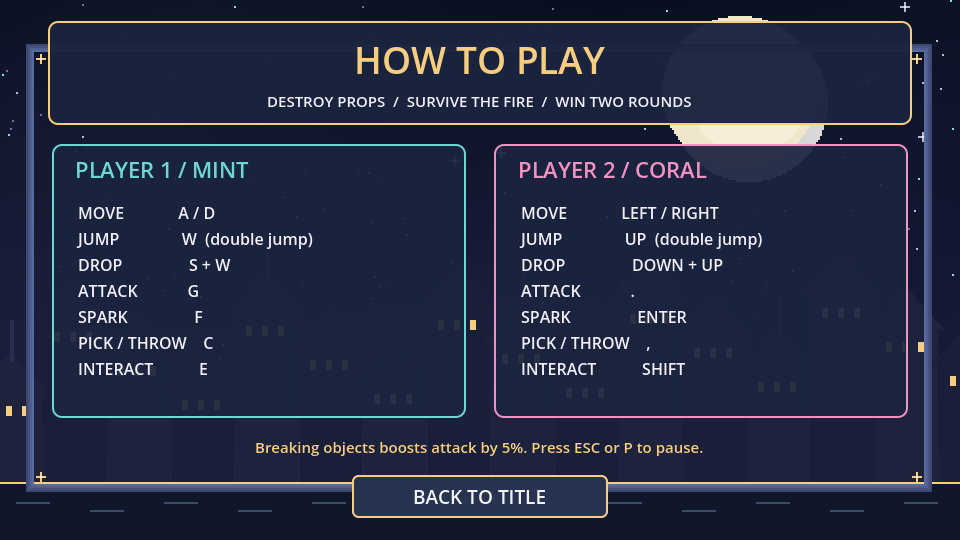 HOW TO PLAY
DESTROY PROPS / SURVIVE THE FIRE / WIN TWO ROUNDS
PLAYER 1 / MINT
MOVE A / D
JUMP W (double jump)
DROP S + W
ATTACK G
SPARK F
PICK / THROW C
INTERACT E
PLAYER 2 / CORAL
MOVE LEFT / RIGHT
JUMP UP (double jump)
DROP DOWN + UP
ATTACK .
SPARK ENTER
PICK / THROW ,
INTERACT SHIFT
Breaking objects boosts attack by 5%. Press ESC or P to pause.
BACK TO TITLE